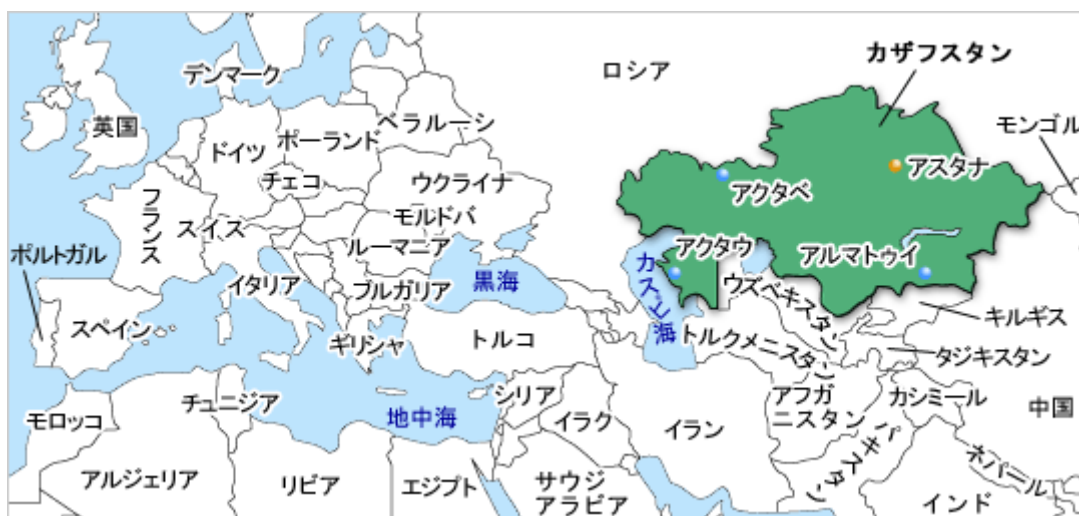 ロシア
カザフスタン
デンマーク
英国
ベラルーシ
モンゴル
ドイツ
ポーランド
アスタナ
チェコ
ウクライナ
アクタベ
フランス
スイス
モルドバ
ポルトガル
ルーマニア
アクタウ
アルマトゥイ
イタリア
ブルガリア
黒海
カスピ海
ウズベキスタン
スペイン
ギリシャ
トルコ
トルクメニスタン
キルギス
タジキスタン
モロッコ
チュニジア
地中海
シリア
イラク
イラン
アフガ
ニスタン
カシミール
中国
パキスタン
ネパール
アルジェリア
リビア
エジプト
サウジ
アラビア
インド